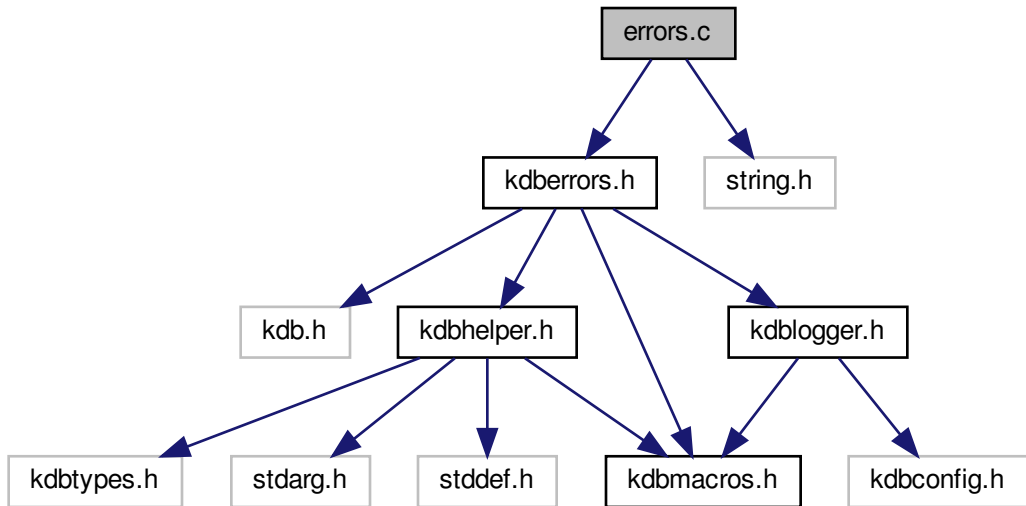 errors.c
kdberrors.h
string.h
kdb.h
kdbhelper.h
kdblogger.h
kdbtypes.h
stdarg.h
stddef.h
kdbmacros.h
kdbconfig.h